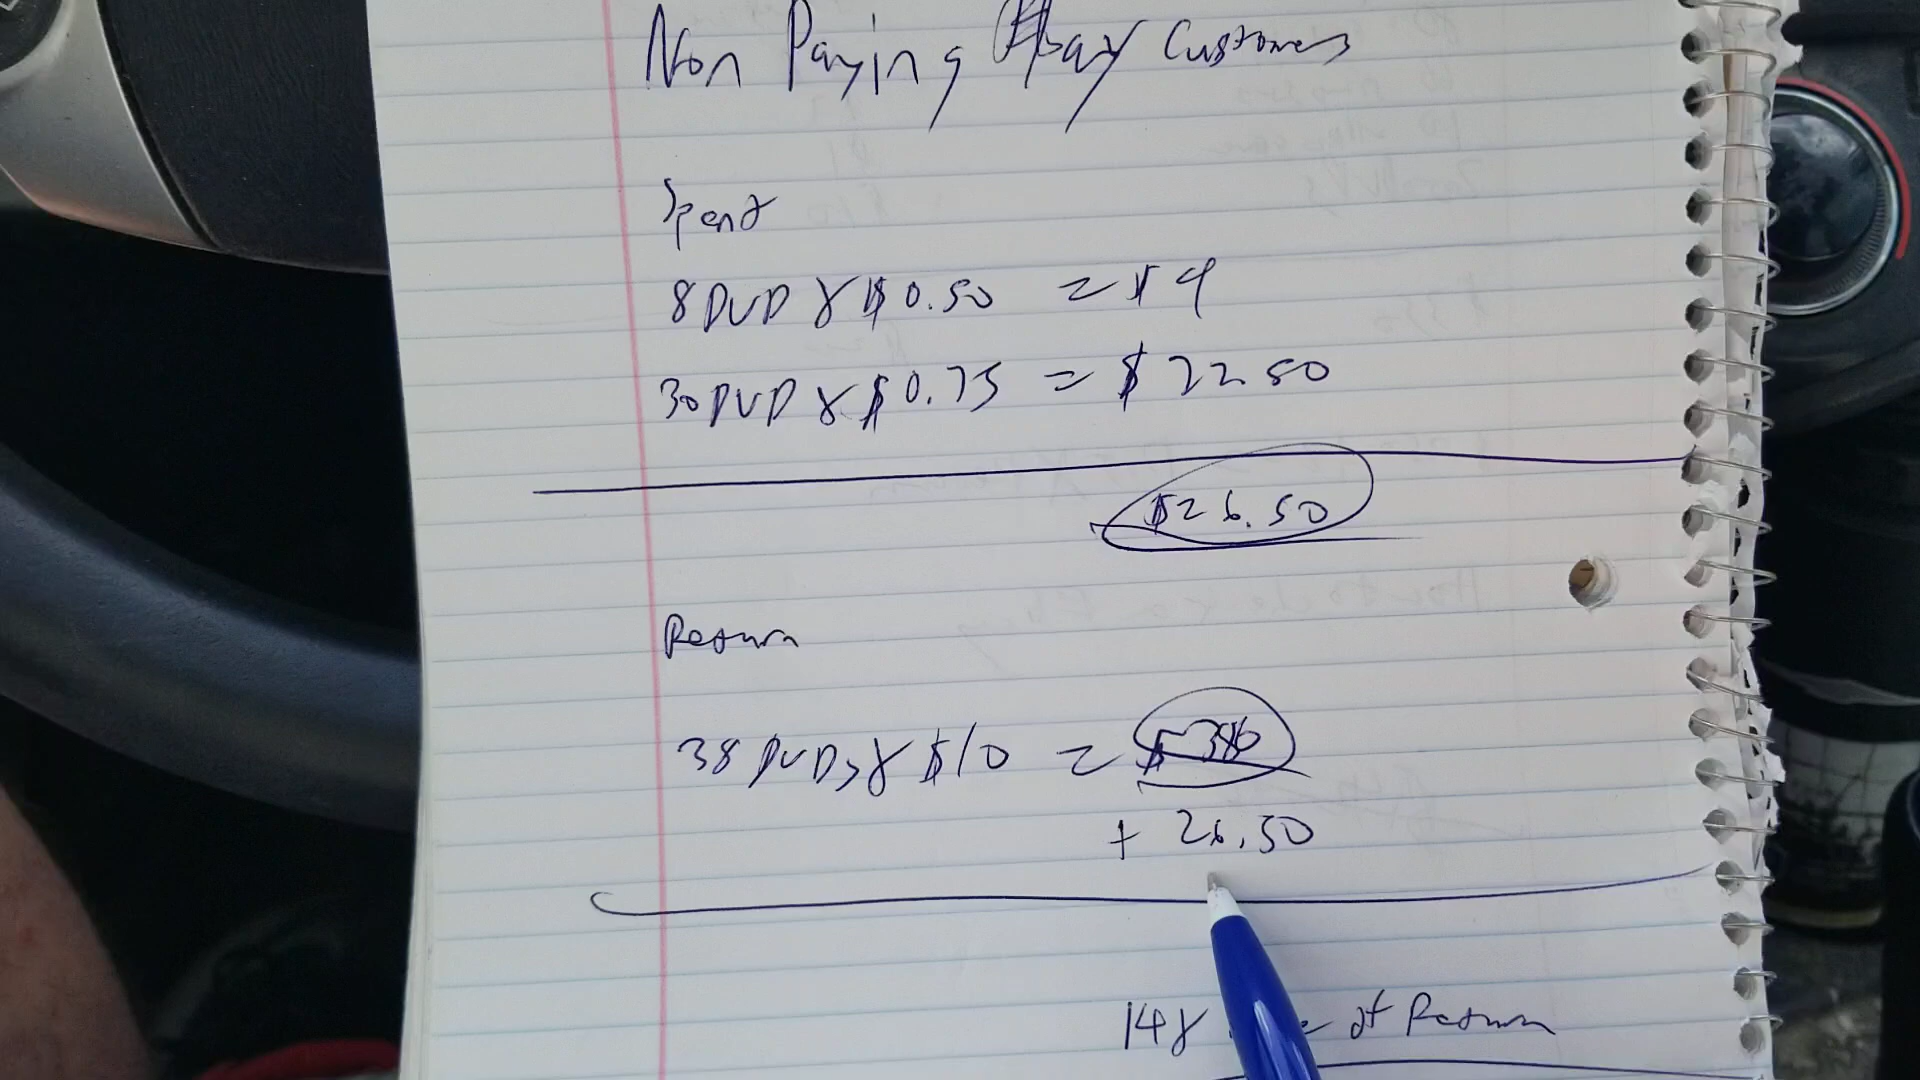 Non Paying Ebay Customers
Spent
8 DVD x $0.50 = $4
30 DVD x $0.75 = $22.50
$26.50
Return
38 DVDs x $10 = $380
+ 26.50
14x of Return